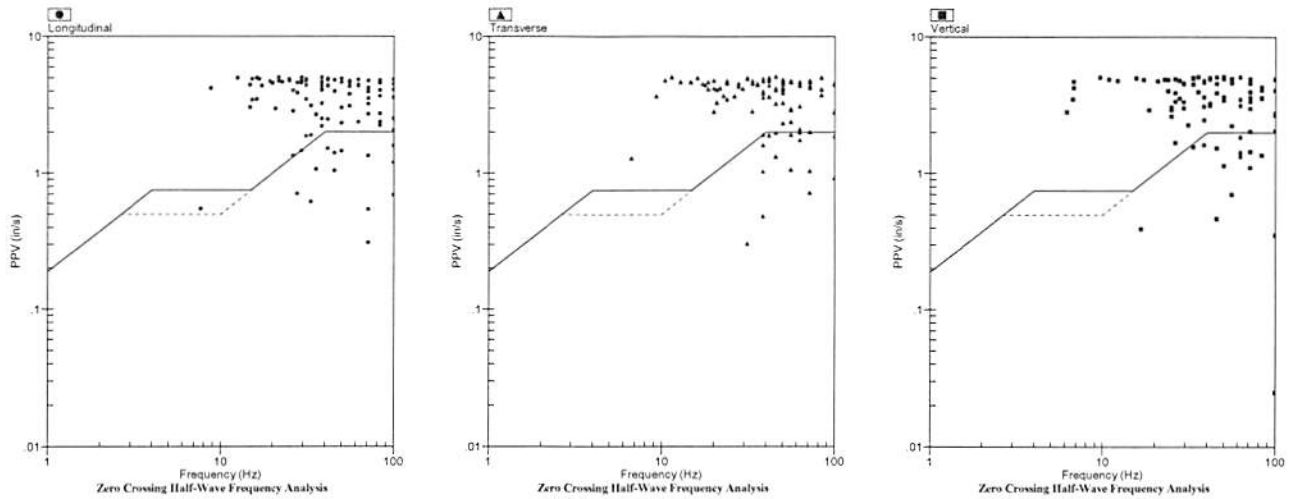 Longitudinal
10
1
.1
.01
PPV (in/s)
1
10
100
Frequency (Hz)
Zero Crossing Half-Wave Frequency Analysis
Transverse
10
1
.1
.01
PPV (in/s)
1
10
100
Frequency (Hz)
Zero Crossing Half-Wave Frequency Analysis
Vertical
10
1
.1
.01
PPV (in/s)
1
10
100
Frequency (Hz)
Zero Crossing Half-Wave Frequency Analysis